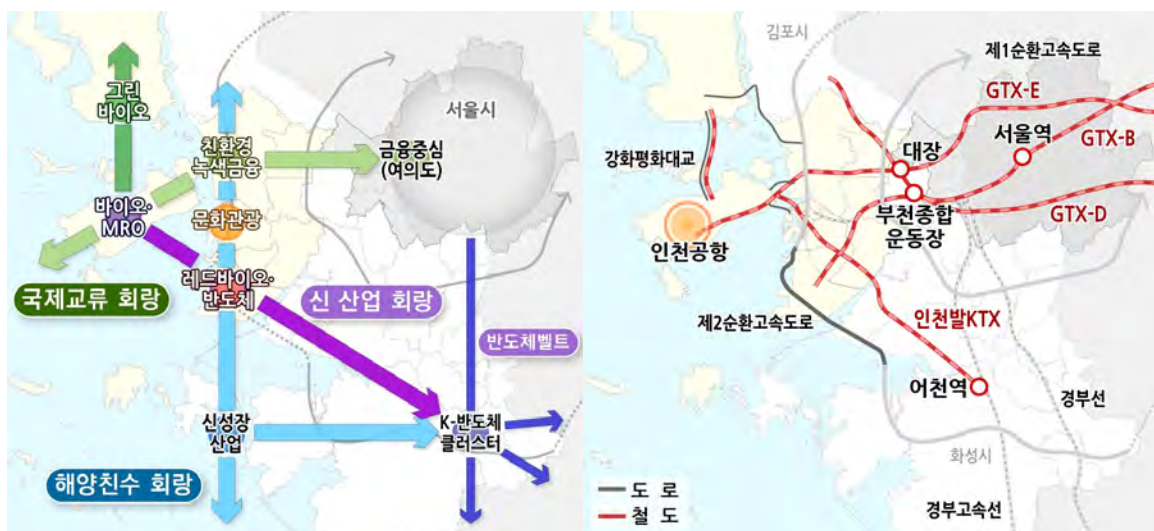 그린
바이오
친환경
녹색금융
서울시
금융중심
(여의도)
바이오·
MRO
문화관광
국제교류 회랑
레드바이오·
반도체
신 산업 회랑
반도체벨트
신성장
산업
K-반도체
클러스터
해양친수 회랑
김포시
제1순환고속도로
GTX-E
서울역
GTX-B
강화평화대교
대장
부천종합
운동장
GTX-D
인천공항
제2순환고속도로
인천발KTX
어천역
경부선
화성시
경부고속선
도 로
철 도